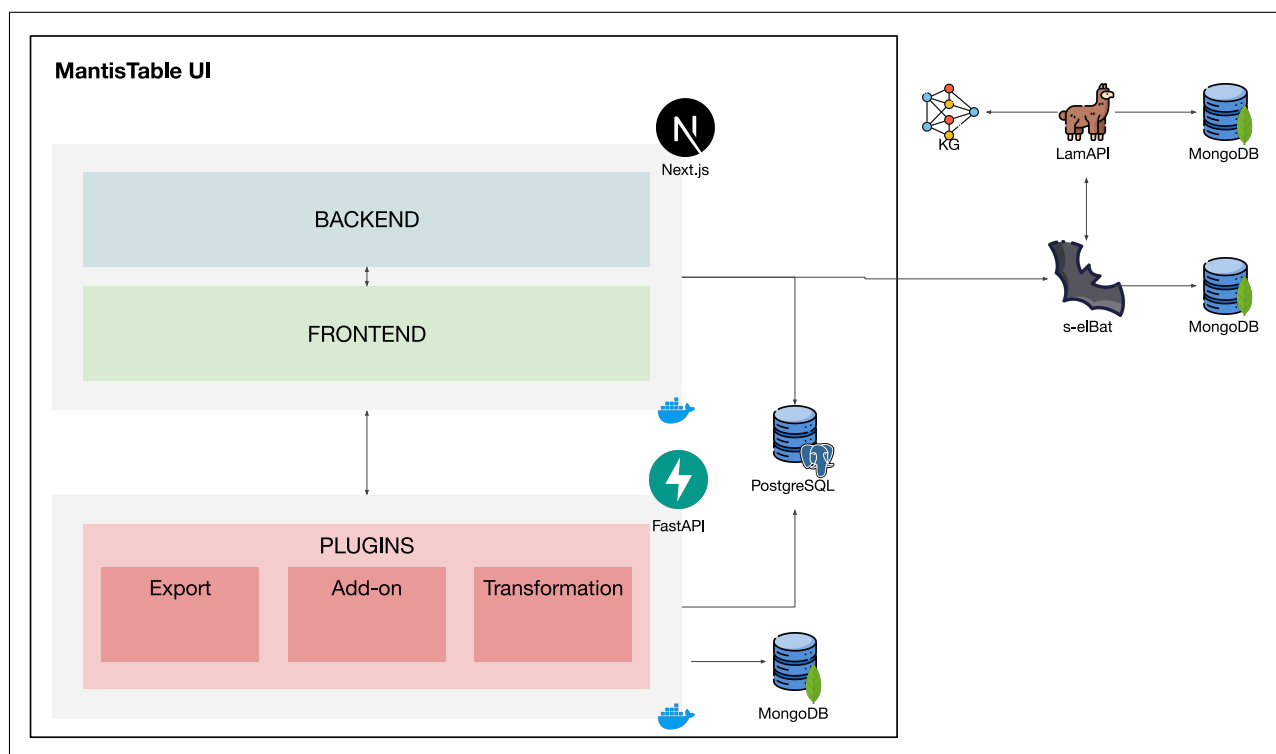 MantisTable UI
Next.js
BACKEND
FRONTEND
KG
LamAPI
MongoDB
s-elBat
MongoDB
PostgreSQL
FastAPI
PLUGINS
Export
Add-on
Transformation
MongoDB